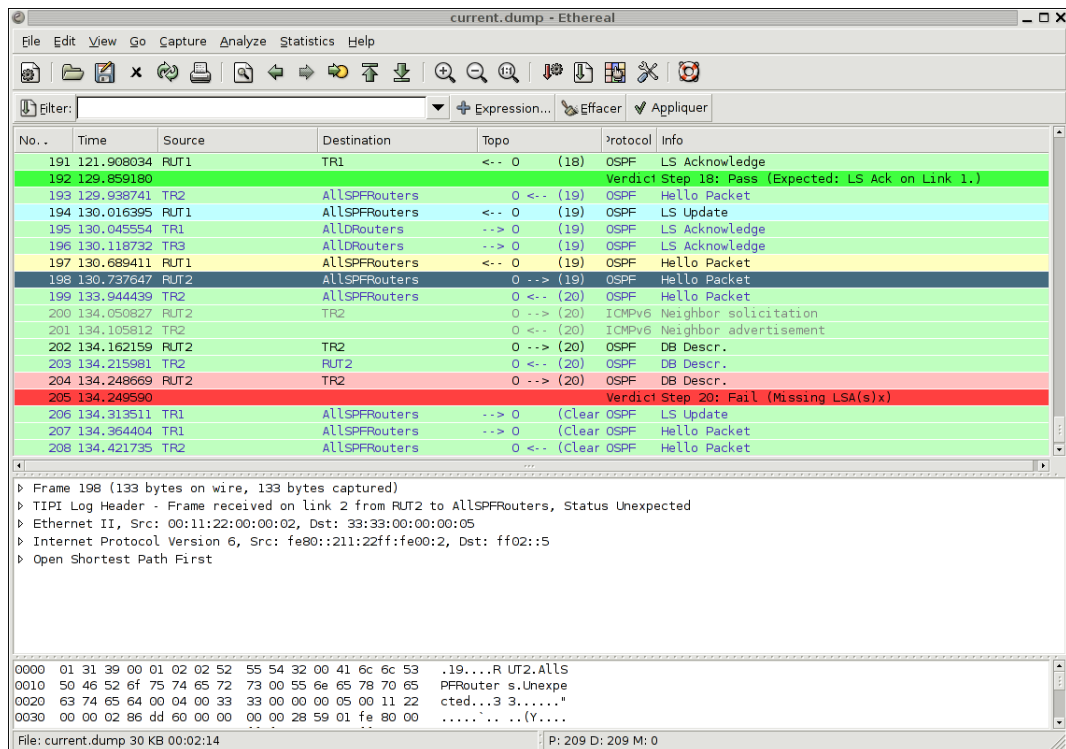 current.dump - Ethereal
File Edit View Go Capture Analyze Statistics Help
Filter: Expression... Effacer Appliquer
No. . Time Source Destination Topo Protocol Info
191 121.908034 RUT1 TR1 <-- O (18) OSPF LS Acknowledge
192 129.859180 Verdict Step 18: Pass (Expected: LS Ack on Link 1.)
193 129.938741 TR2 AllSPFRouters O <-- (19) OSPF Hello Packet
194 130.016395 RUT1 AllSPFRouters <-- O (19) OSPF LS Update
195 130.045554 TR1 AllDRouters --> O (19) OSPF LS Acknowledge
196 130.118732 TR3 AllDRouters --> O (19) OSPF LS Acknowledge
197 130.689411 RUT1 AllSPFRouters <-- O (19) OSPF Hello Packet
198 130.737647 RUT2 AllSPFRouters O --> (19) OSPF Hello Packet
199 133.944439 TR2 AllSPFRouters O <-- (20) OSPF Hello Packet
200 134.050827 RUT2 TR2 O --> (20) ICMPv6 Neighbor solicitation
201 134.105812 TR2 O <-- (20) ICMPv6 Neighbor advertisement
202 134.162159 RUT2 TR2 O --> (20) OSPF DB Descr.
203 134.215981 TR2 RUT2 O <-- (20) OSPF DB Descr.
204 134.248669 RUT2 TR2 O --> (20) OSPF DB Descr.
205 134.249590 Verdict Step 20: Fail (Missing LSA(s)x)
206 134.313511 TR1 AllSPFRouters --> O (Clear OSPF LS Update
207 134.364404 TR1 AllSPFRouters --> O (Clear OSPF Hello Packet
208 134.421735 TR2 AllSPFRouters O <-- (Clear OSPF Hello Packet
Frame 198 (133 bytes on wire, 133 bytes captured)
TIPI Log Header - Frame received on link 2 from RUT2 to AllSPFRouters, Status Unexpected
Ethernet II, Src: 00:11:22:00:00:02, Dst: 33:33:00:00:00:05
Internet Protocol Version 6, Src: fe80::211:22ff:fe00:2, Dst: ff02::5
Open Shortest Path First
0000 01 31 39 00 01 02 02 52 55 54 32 00 41 6c 6c 53 .19....R UT2.AllS
0010 50 46 52 6f 75 74 65 72 73 00 55 6e 65 78 70 65 PFRouter s.Unexpe
0020 63 74 65 64 00 04 00 33 33 00 00 00 05 00 11 22 cted...3 3......"
0030 00 00 02 86 dd 60 00 00 00 00 28 59 01 fe 80 00 .....`.. ..(Y....
File: current.dump 30 KB 00:02:14 P: 209 D: 209 M: 0